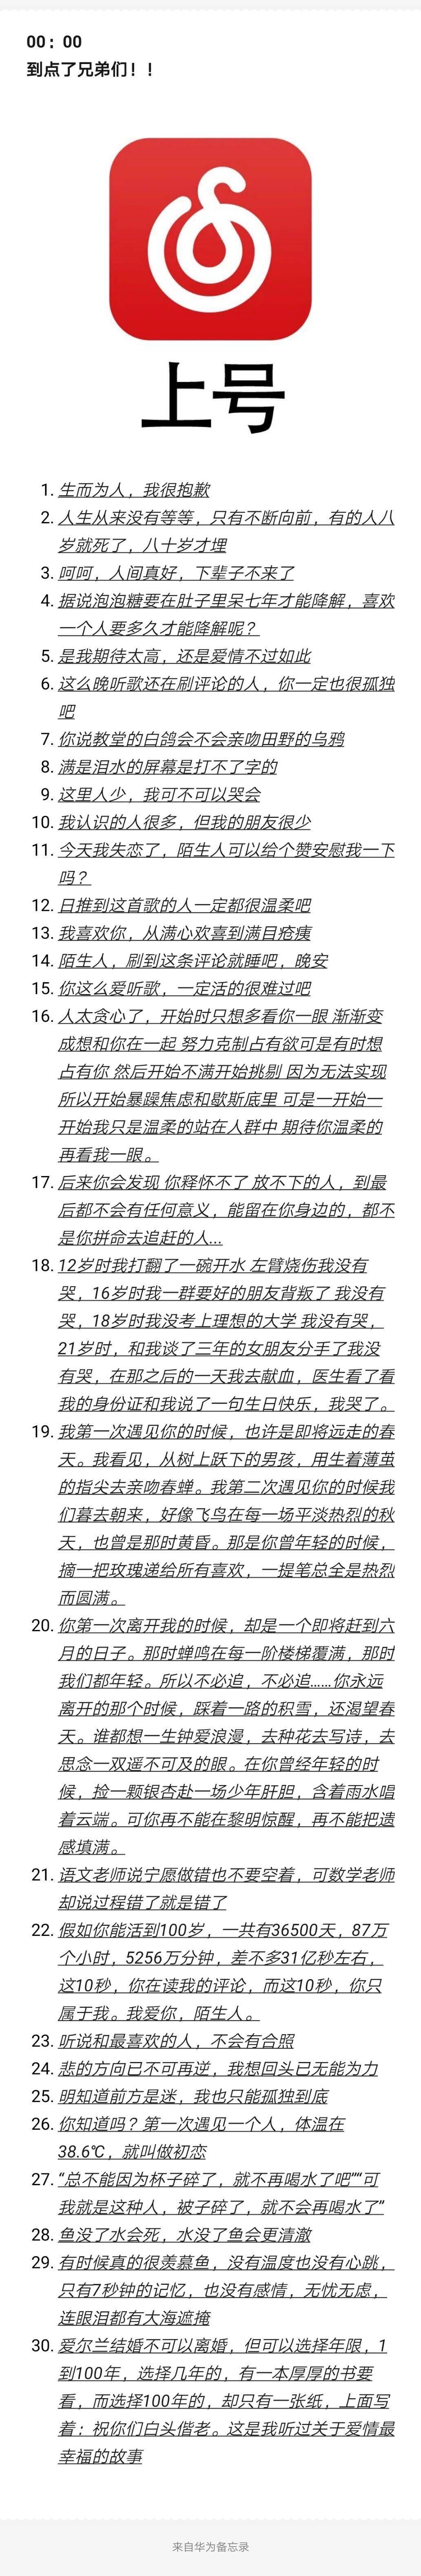 00：00
到点了兄弟们！！
上号
1. 生而为人，我很抱歉
2. 人生从来没有等等，只有不断向前，有的人八
岁就死了，八十岁才埋
3. 呵呵，人间真好，下辈子不来了
4. 据说泡泡糖要在肚子里呆七年才能降解，喜欢
一个人要多久才能降解呢？
5. 是我期待太高，还是爱情不过如此
6. 这么晚听歌还在刷评论的人，你一定也很孤独
吧
7. 你说教堂的白鸽会不会亲吻田野的乌鸦
8. 满是泪水的屏幕是打不了字的
9. 这里人少，我可不可以哭会
10. 我认识的人很多，但我的朋友很少
11. 今天我失恋了，陌生人可以给个赞安慰我一下
吗？
12. 日推到这首歌的人一定都很温柔吧
13. 我喜欢你，从满心欢喜到满目疮痍
14. 陌生人，刷到这条评论就睡吧，晚安
15. 你这么爱听歌，一定活的很难过吧
16. 人太贪心了，开始时只想多看你一眼 渐渐变
成想和你在一起 努力克制占有欲可是有时想
占有你 然后开始不满开始挑剔 因为无法实现
所以开始暴躁焦虑和歇斯底里 可是一开始一
开始我只是温柔的站在人群中 期待你温柔的
再看我一眼。
17. 后来你会发现 你释怀不了 放不下的人，到最
后都不会有任何意义，能留在你身边的，都不
是你拼命去追赶的人...
18. 12岁时我打翻了一碗开水 左臂烧伤我没有
哭，16岁时我一群要好的朋友背叛了 我没有
哭，18岁时我没考上理想的大学 我没有哭，
21岁时，和我谈了三年的女朋友分手了我没
有哭，在那之后的一天我去献血，医生看了看
我的身份证和我说了一句生日快乐，我哭了。
19. 我第一次遇见你的时候，也许是即将远走的春
天。我看见，从树上跃下的男孩，用生着薄茧
的指尖去亲吻春蝉。我第二次遇见你的时候我
们暮去朝来，好像飞鸟在每一场平淡热烈的秋
天，也曾是那时黄昏。那是你曾年轻的时候，
摘一把玫瑰递给所有喜欢，一提笔总全是热烈
而圆满。
20. 你第一次离开我的时候，却是一个即将赶到六
月的日子。那时蝉鸣在每一阶楼梯覆满，那时
我们都年轻。所以不必追，不必追……你永远
离开的那个时候，踩着一路的积雪，还渴望春
天。谁都想一生钟爱浪漫，去种花去写诗，去
思念一双遥不可及的眼。在你曾经年轻的时
候，捡一颗银杏赴一场少年肝胆，含着雨水唱
着云端。可你再不能在黎明惊醒，再不能把遗
憾填满。
21. 语文老师说宁愿做错也不要空着，可数学老师
却说过程错了就是错了
22. 假如你能活到100岁，一共有36500天，87万
个小时，5256万分钟，差不多31亿秒左右，
这10秒，你在读我的评论，而这10秒，你只
属于我。我爱你，陌生人。
23. 听说和最喜欢的人，不会有合照
24. 悲的方向已不可再逆，我想回头已无能为力
25. 明知道前方是迷，我也只能孤独到底
26. 你知道吗？第一次遇见一个人，体温在
38.6℃，就叫做初恋
27. “总不能因为杯子碎了，就不再喝水了吧”“可
我就是这种人，被子碎了，就不会再喝水了”
28. 鱼没了水会死，水没了鱼会更清澈
29. 有时候真的很羡慕鱼，没有温度也没有心跳，
只有7秒钟的记忆，也没有感情，无忧无虑，
连眼泪都有大海遮掩
30. 爱尔兰结婚不可以离婚，但可以选择年限，1
到100年，选择几年的，有一本厚厚的书要
看，而选择100年的，却只有一张纸，上面写
着：祝你们白头偕老。这是我听过关于爱情最
幸福的故事
来自华为备忘录